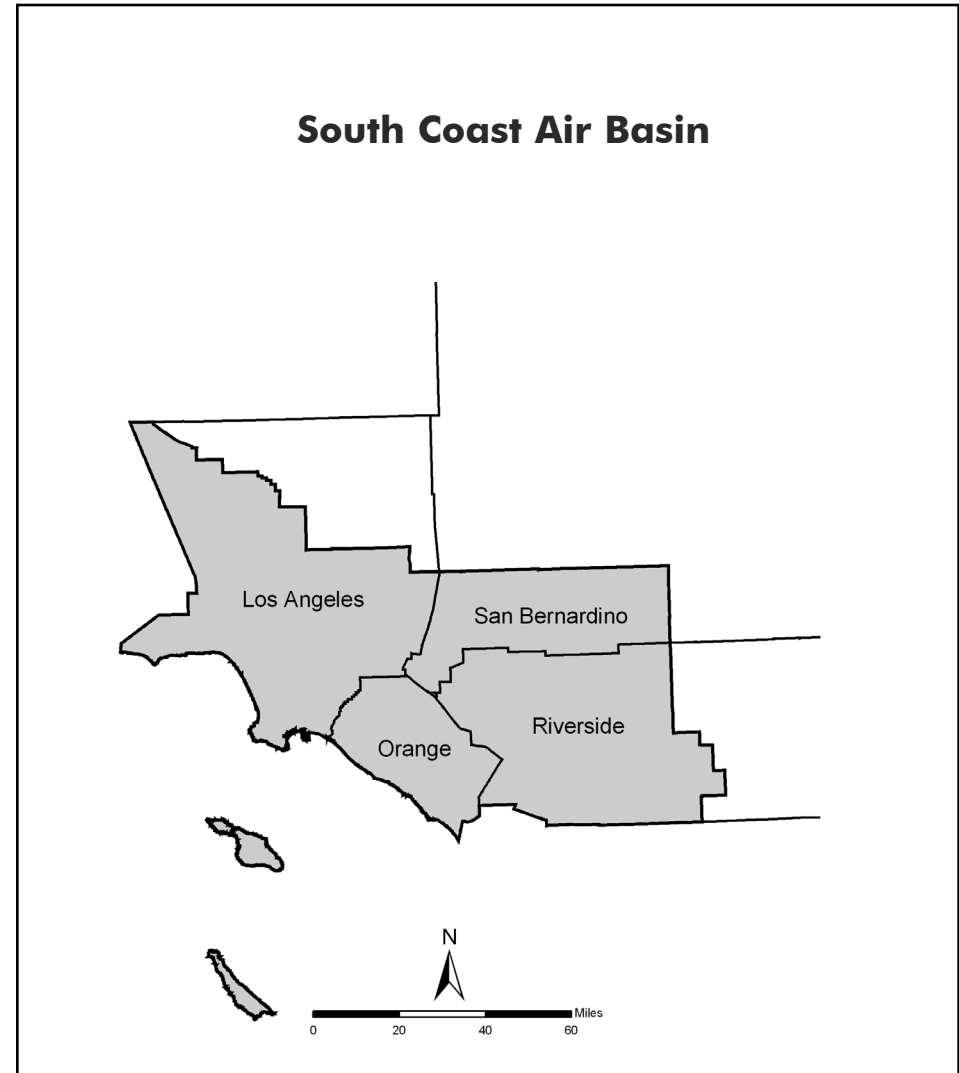 South Coast Air Basin
Los Angeles
San Bernardino
Riverside
Orange
N
Miles
0 20 40 60